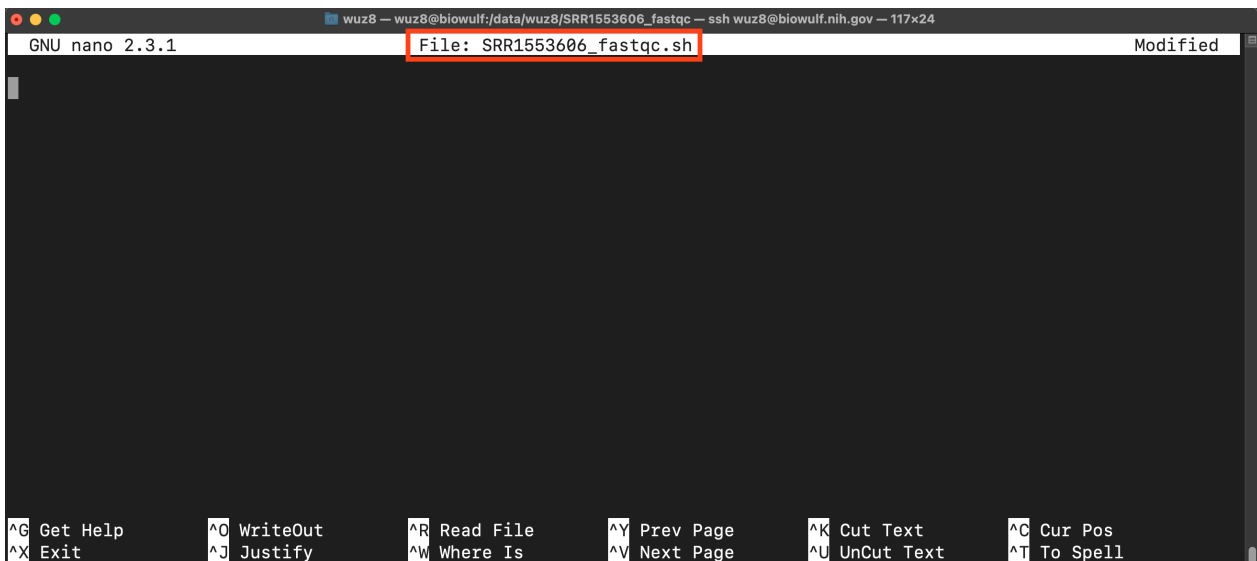 wuz8 — wuz8@biowulf:/data/wuz8/SRR1553606_fastqc — ssh wuz8@biowulf.nih.gov — 117×24
GNU nano 2.3.1 File: SRR1553606_fastqc.sh Modified
^G Get Help ^O WriteOut ^R Read File ^Y Prev Page ^K Cut Text ^C Cur Pos
^X Exit ^J Justify ^W Where Is ^V Next Page ^U UnCut Text ^T To Spell